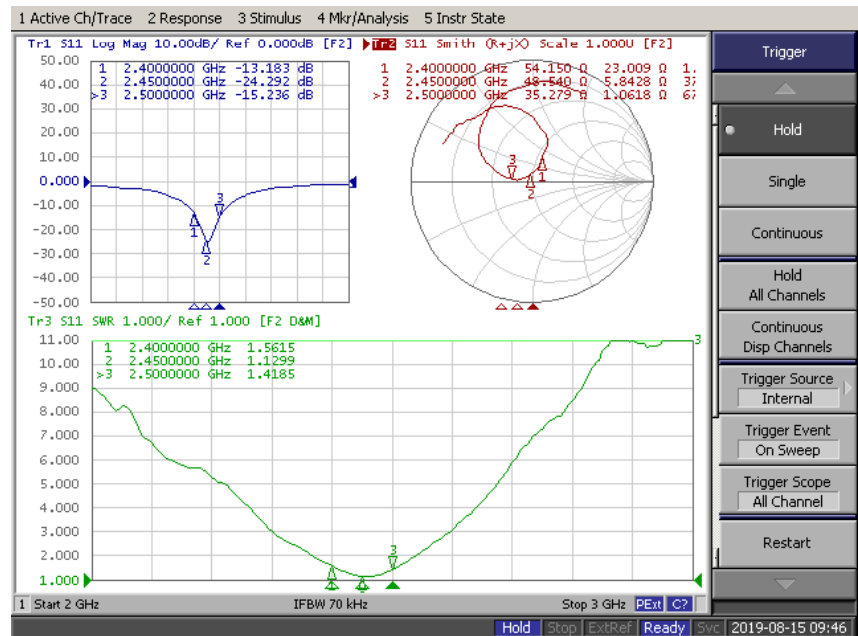 1 Active Ch/Trace 2 Response 3 Stimulus 4 Mkr/Analysis 5 Instr State
Tr1 S11 Log Mag 10.00dB/ Ref 0.000dB [F2]
50.00
40.00
30.00
20.00
10.00
0.000
-10.00
-20.00
-30.00
-40.00
-50.00
1 2.4000000 GHz -13.183 dB
2 2.4500000 GHz -24.292 dB
>3 2.5000000 GHz -15.236 dB
3
1
2
Tr2 S11 Smith (R+jX) Scale 1.000U [F2]
1 2.4000000 GHz 54.150 Ω 23.009 Ω 1.
2 2.4500000 GHz 48.540 Ω 5.8428 Ω
>3 2.5000000 GHz 35.279 Ω 1.0618 Ω
3
1
2
Tr3 S11 SWR 1.000/ Ref 1.000 [F2 D&M]
11.00
10.00
9.000
8.000
7.000
6.000
5.000
4.000
3.000
2.000
1.000
1 2.4000000 GHz 1.5615
2 2.4500000 GHz 1.1299
>3 2.5000000 GHz 1.4185
3
3
1 Start 2 GHz IFBW 70 kHz Stop 3 GHz PExt C?
Trigger
Hold
Single
Continuous
Hold
All Channels
Continuous
Disp Channels
Trigger Source
Internal
Trigger Event
On Sweep
Trigger Scope
All Channel
Restart
Hold Stop ExtRef Ready Svc 2019-08-15 09:46